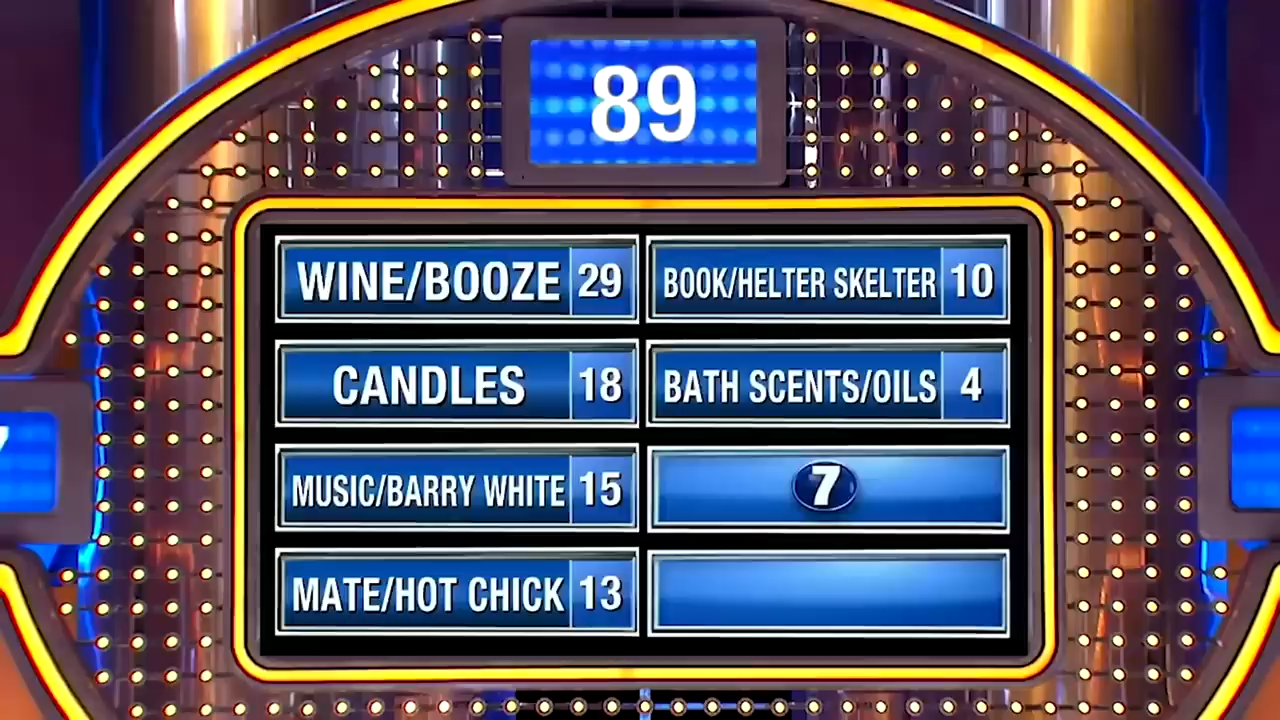 89
WINE/BOOZE 29
BOOK/HELTER SKELTER 10
CANDLES 18
BATH SCENTS/OILS 4
MUSIC/BARRY WHITE 15
7
MATE/HOT CHICK 13